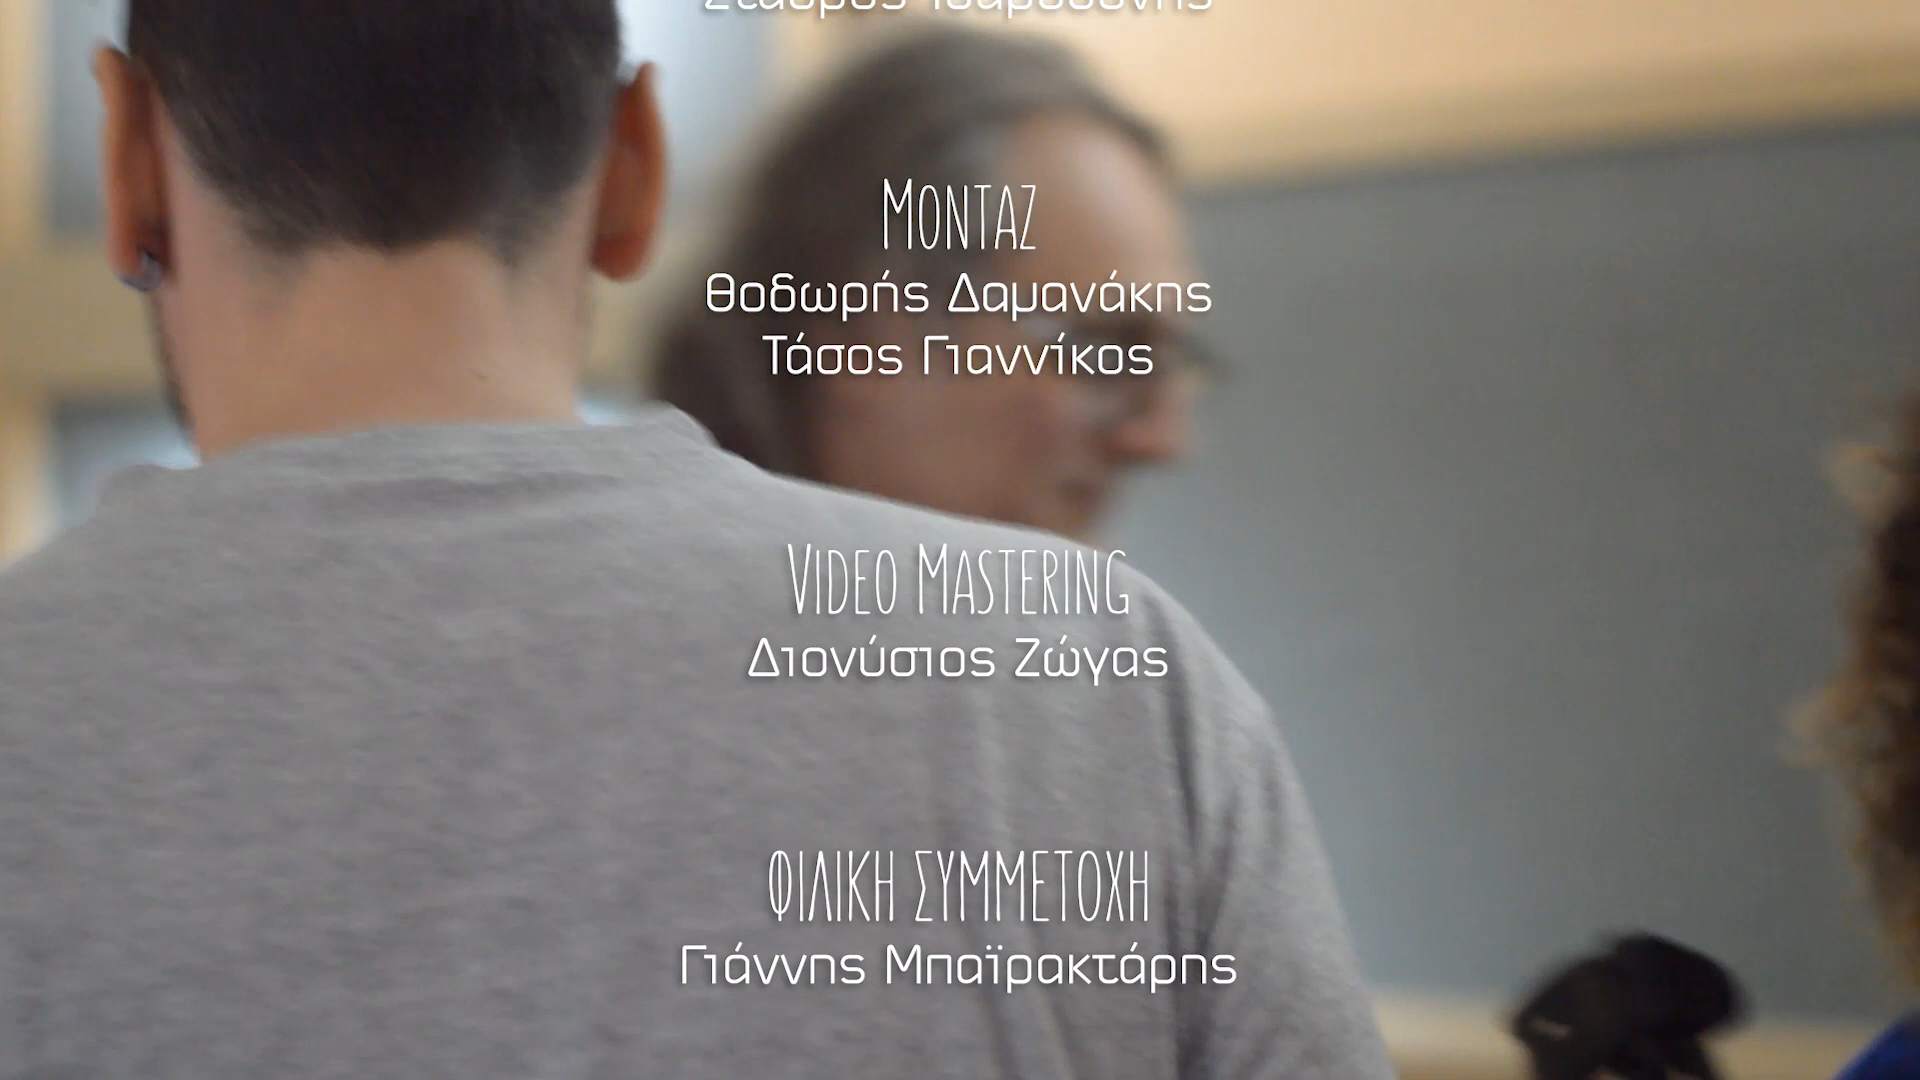 ΜΟΝΤΑΖ
Θοδωρής Δαμανάκης
Τάσος Γιαννίκος
VIDEO MASTERING
Διονύσιος Ζώγας
ΦΙΛΙΚΗ ΣΥΜΜΕΤΟΧΗ
Γιάννης Μπαϊρακτάρης